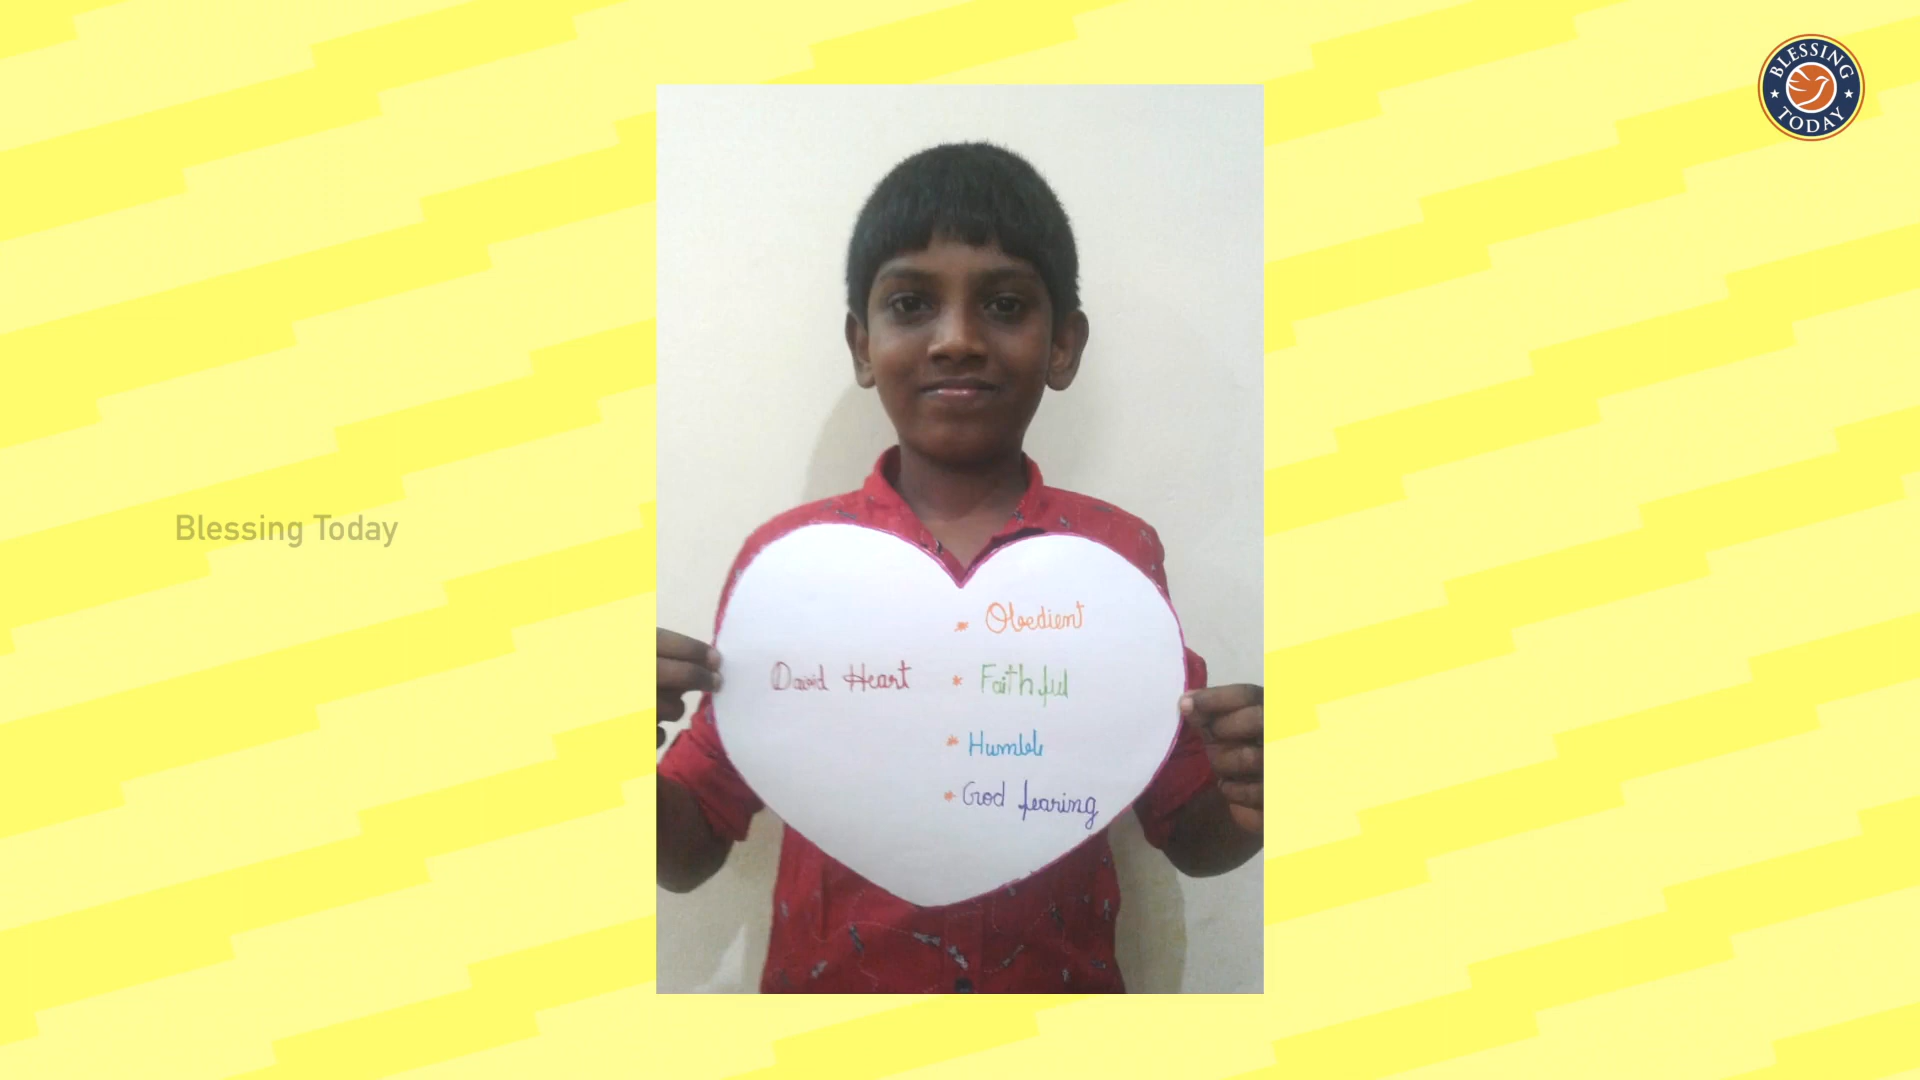 BLESSING
TODAY
Blessing Today
* Obedient
David Heart * Faithful
* Humble
* God fearing